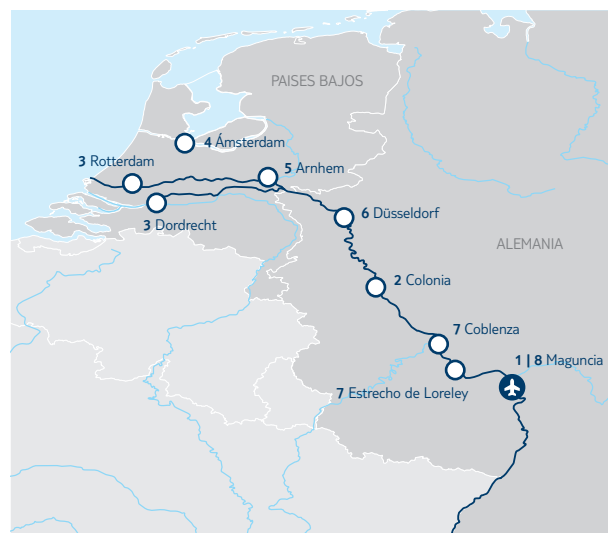 PAISES BAJOS
4 Ámsterdam
3 Rotterdam
5 Arnhem
3 Dordrecht
6 Düsseldorf
ALEMANIA
2 Colonia
7 Coblenza
1 | 8 Maguncia
7 Estrecho de Loreley